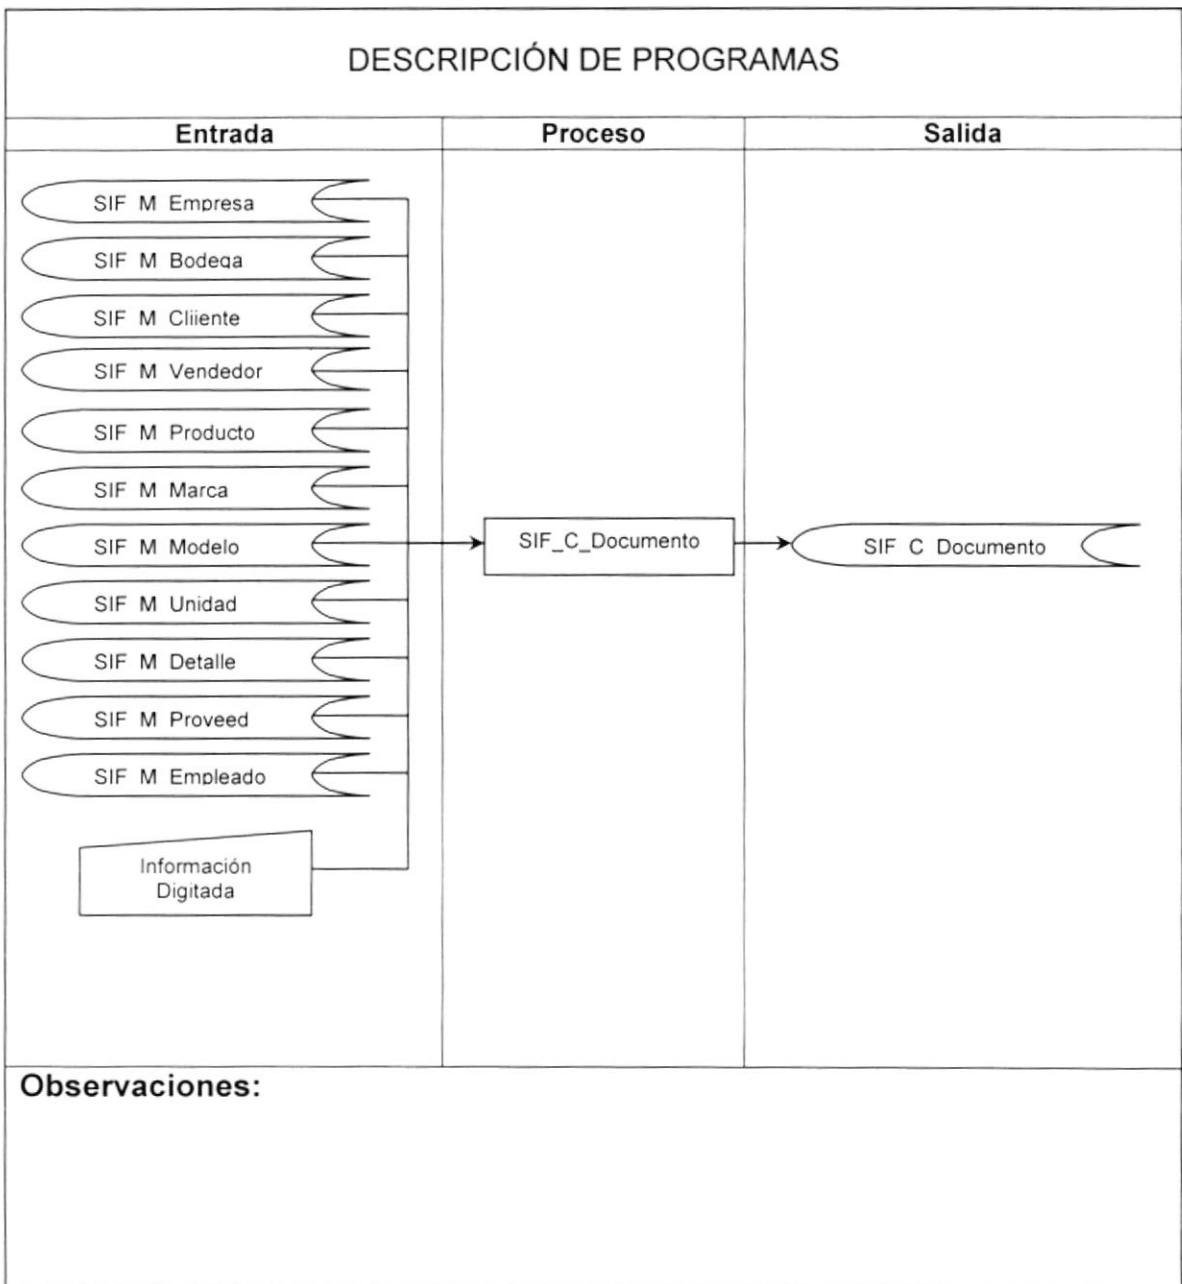 DESCRIPCIÓN DE PROGRAMAS
Entrada
Proceso
Salida
SIF M Empresa
SIF M Bodega
SIF M Cliiente
SIF M Vendedor
SIF M Producto
SIF M Marca
SIF M Modelo
SIF_C_Documento
SIF C Documento
SIF M Unidad
SIF M Detalle
SIF M Proveed
SIF M Empleado
Información
Digitada
Observaciones: